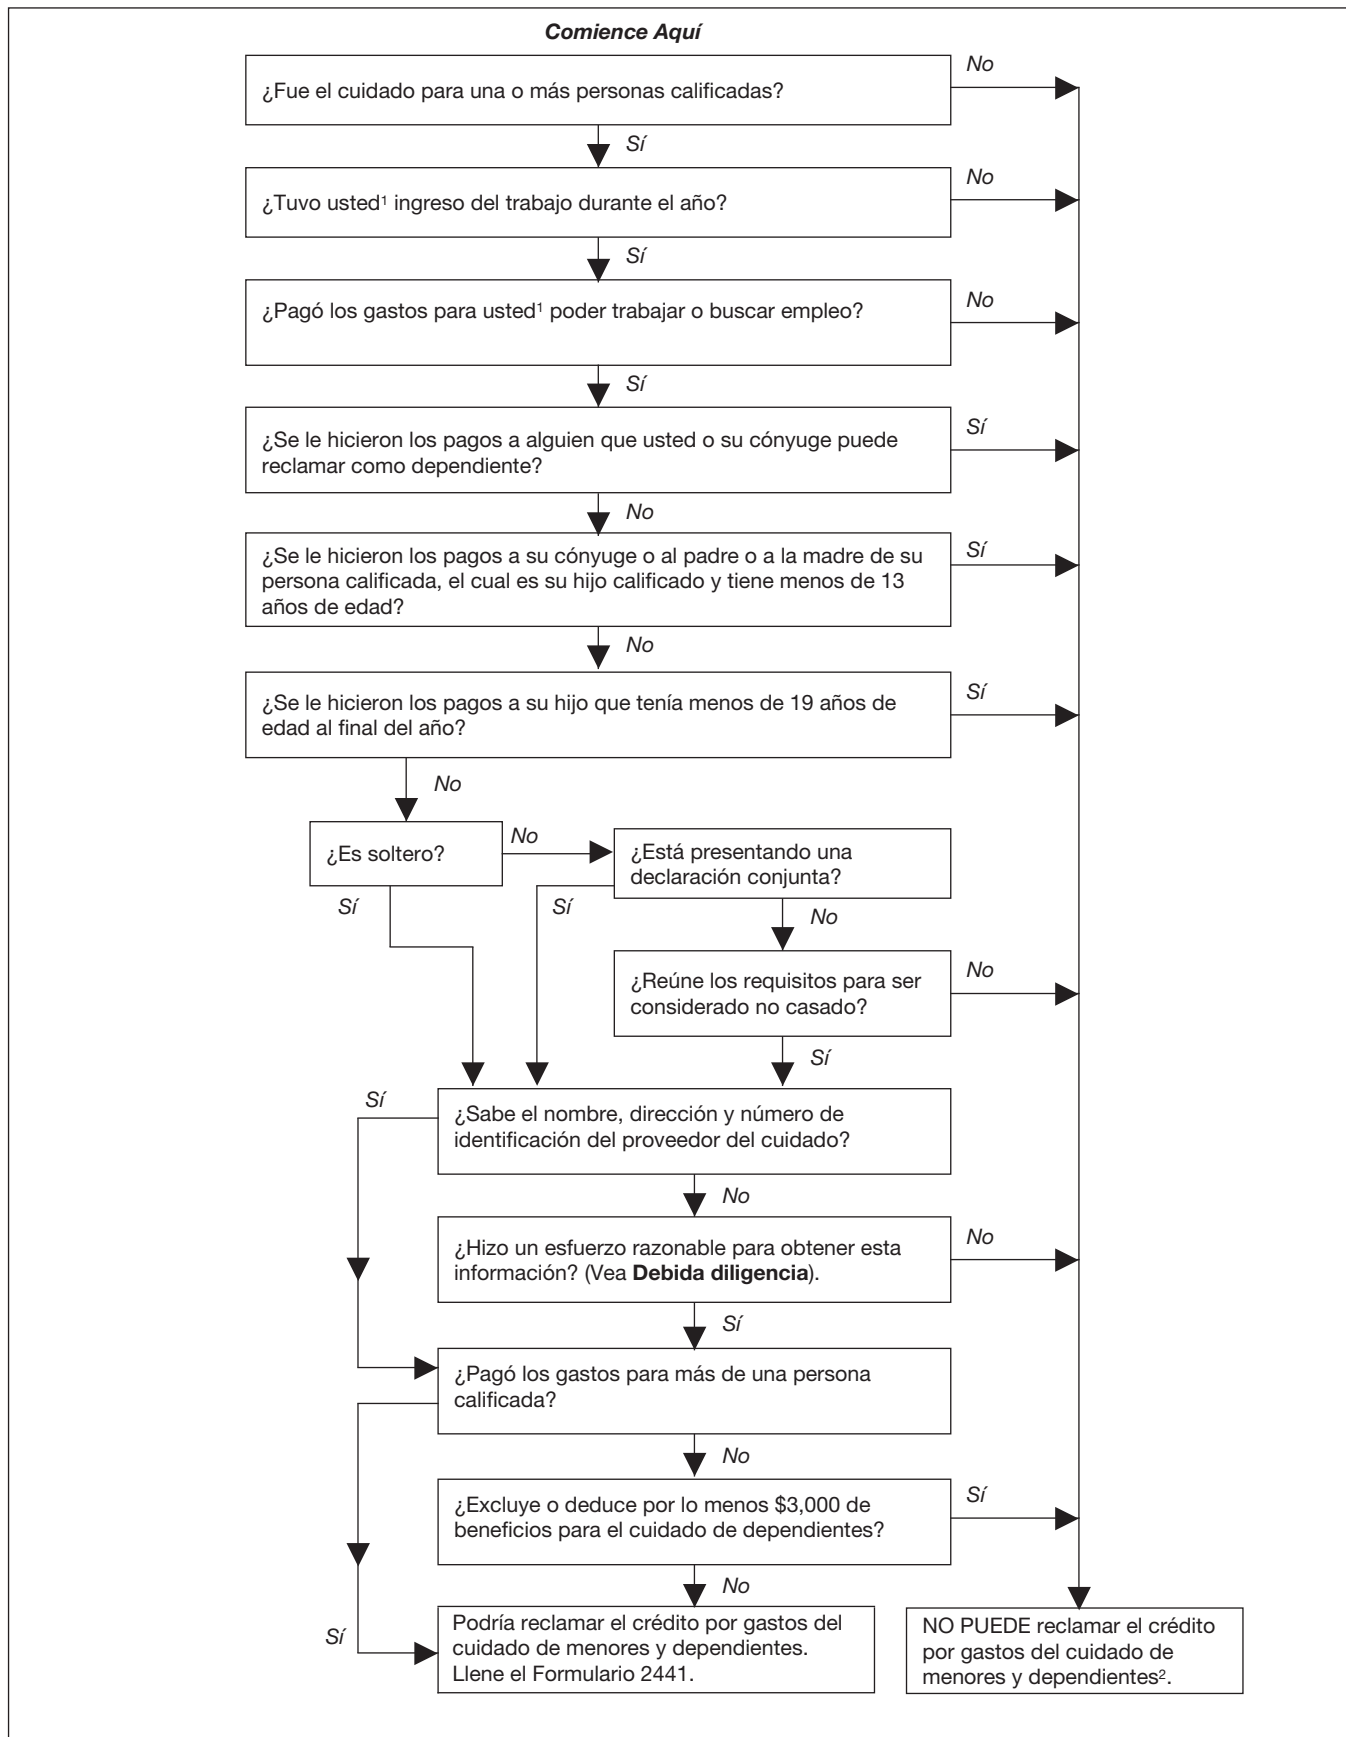 Comience Aquí
¿Fue el cuidado para una o más personas calificadas?
No
Sí
¿Tuvo usted¹ ingreso del trabajo durante el año?
No
Sí
¿Pagó los gastos para usted¹ poder trabajar o buscar empleo?
No
Sí
¿Se le hicieron los pagos a alguien que usted o su cónyuge puede
reclamar como dependiente?
Sí
No
¿Se le hicieron los pagos a su cónyuge o al padre o a la madre de su
persona calificada, el cual es su hijo calificado y tiene menos de 13
años de edad?
Sí
No
¿Se le hicieron los pagos a su hijo que tenía menos de 19 años de
edad al final del año?
Sí
No
¿Es soltero?
No
Sí
¿Está presentando una
declaración conjunta?
Sí
No
¿Reúne los requisitos para ser
considerado no casado?
No
Sí
¿Sabe el nombre, dirección y número de
identificación del proveedor del cuidado?
Sí
No
¿Hizo un esfuerzo razonable para obtener esta
información? (Vea Debida diligencia).
No
Sí
¿Pagó los gastos para más de una persona
calificada?
No
¿Excluye o deduce por lo menos $3,000 de
beneficios para el cuidado de dependientes?
Sí
No
Sí
Podría reclamar el crédito por gastos del
cuidado de menores y dependientes.
Llene el Formulario 2441.
NO PUEDE reclamar el crédito
por gastos del cuidado de
menores y dependientes².